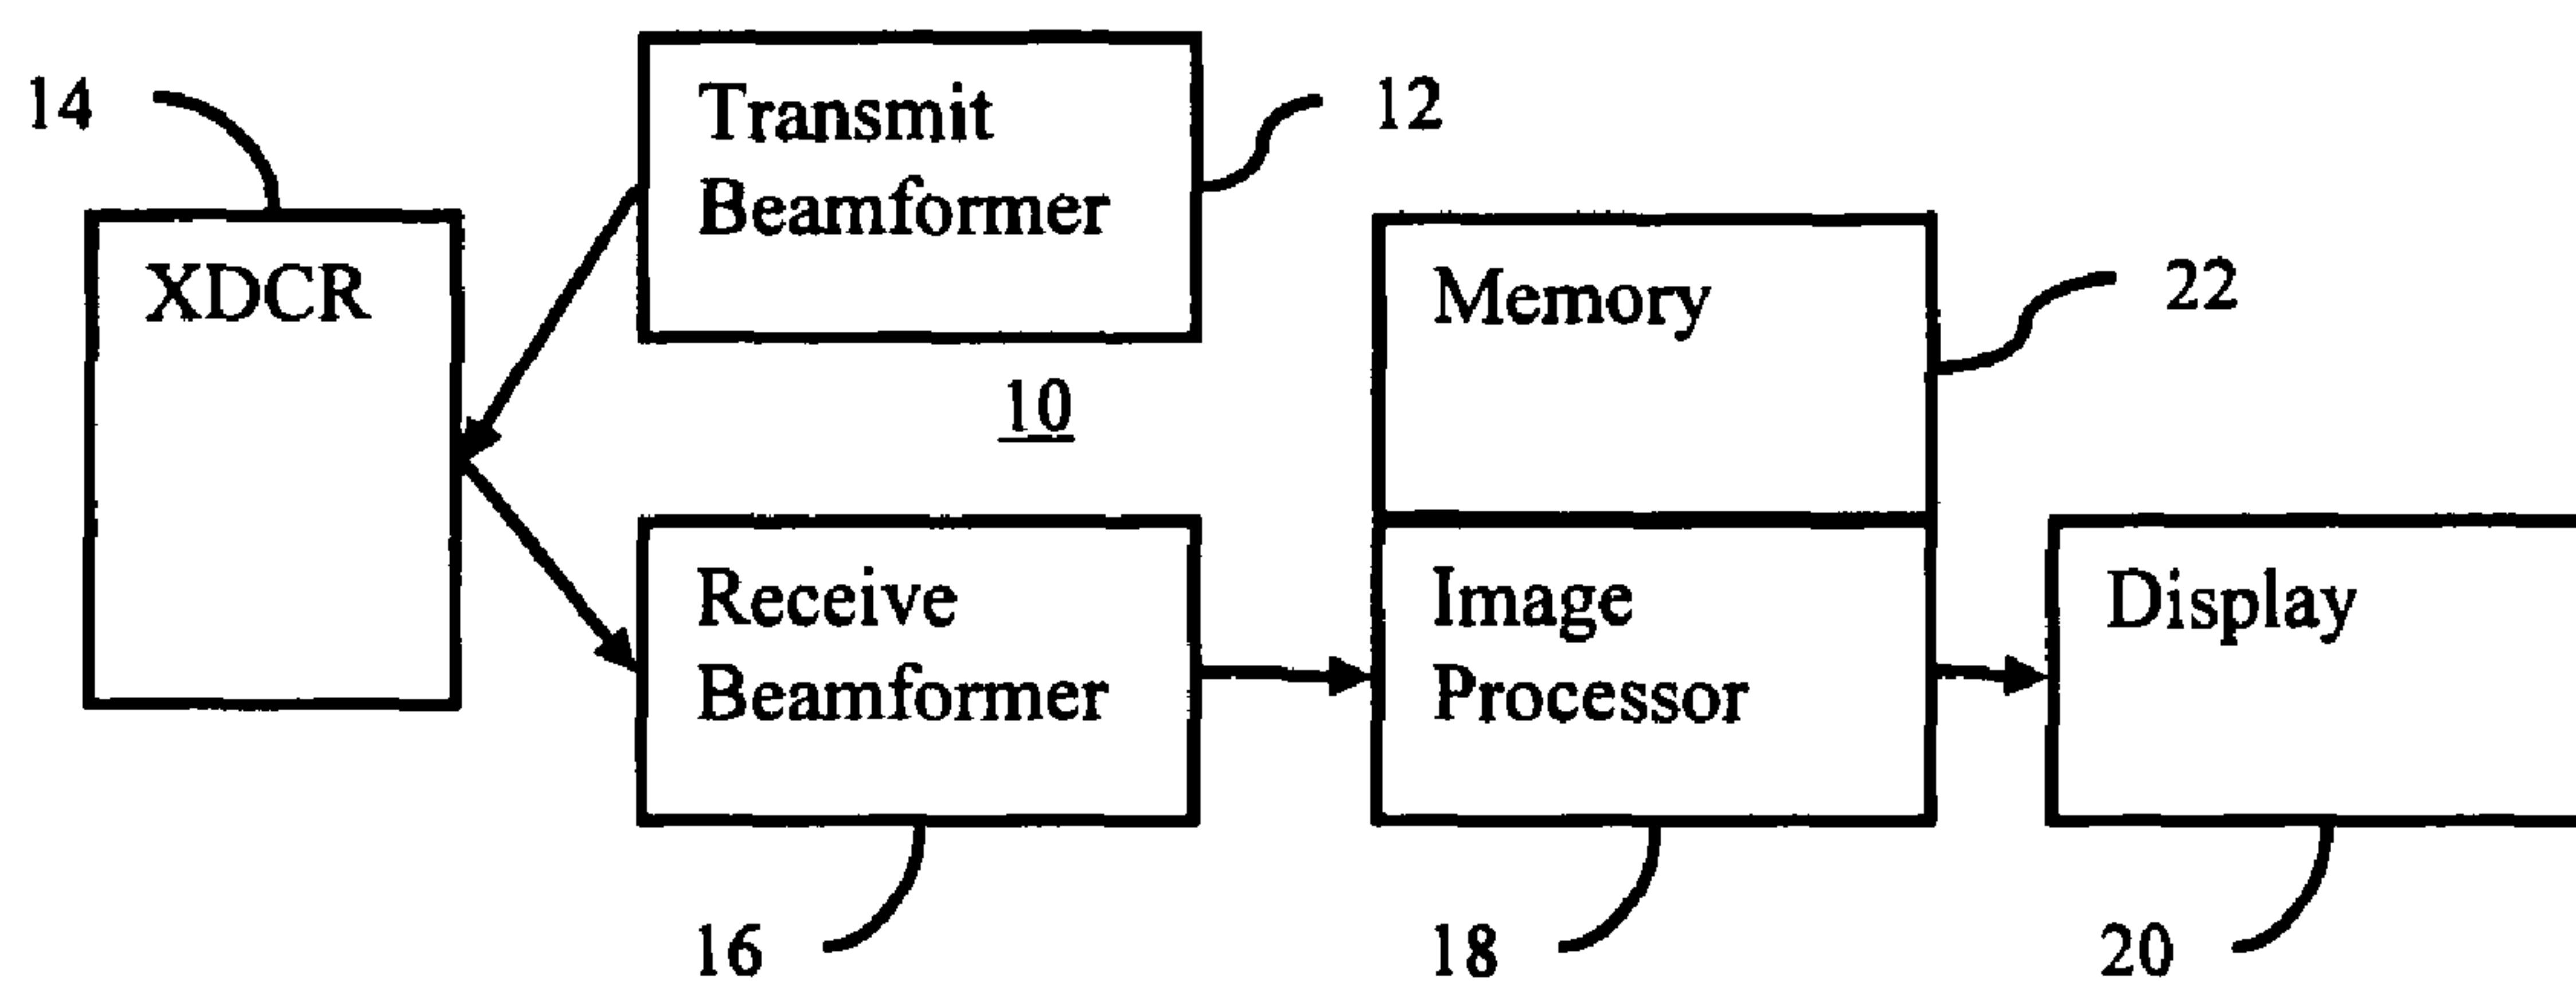 14
Transmit
Beamformer
12
XDCR
Memory
22
10
Receive
Beamformer
Image
Processor
Display
16
18
20